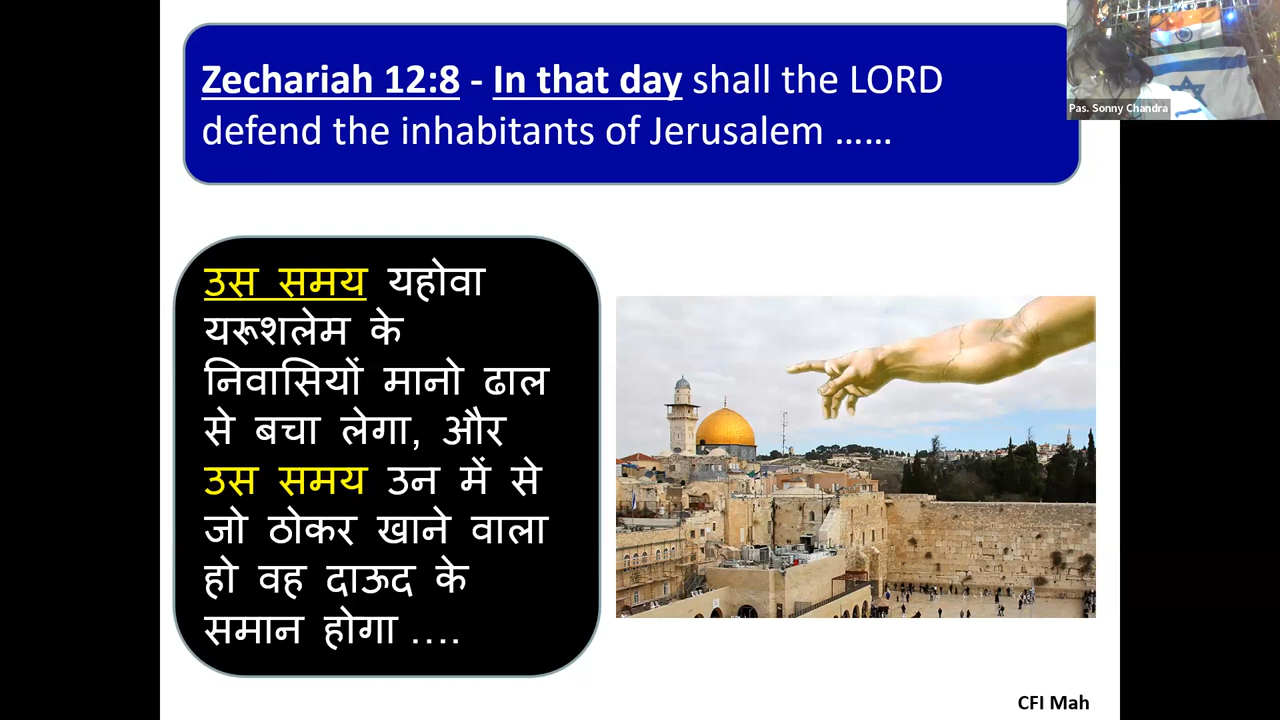 Zechariah 12:8 - In that day shall the LORD
defend the inhabitants of Jerusalem ......
Pas. Sonny Chandra
उस समय यहोवा
यरूशलेम के
निवासियों मानो ढाल
से बचा लेगा, और
उस समय उन में से
जो ठोकर खाने वाला
हो वह दाऊद के
समान होगा ....
CFI Mah